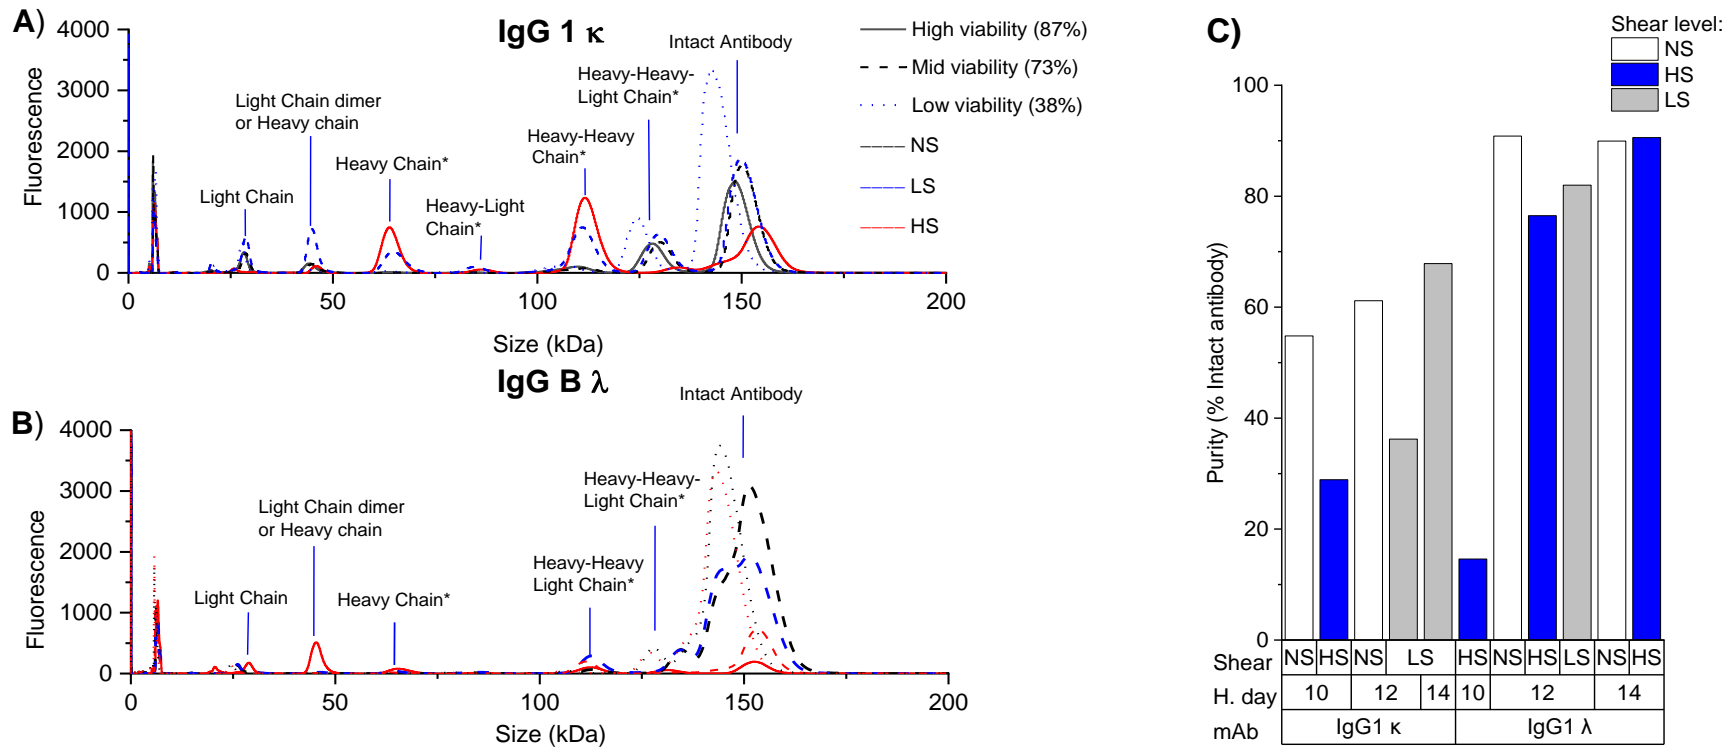 A)
IgG 1 κ
4000
3000
2000
1000
0
Fluorescence
Light Chain
Light Chain dimer
or Heavy chain
Heavy Chain*
Heavy-Light
Chain*
Heavy-Heavy
Chain*
Heavy-Heavy-
Light Chain*
Intact Antibody
High viability (87%)
Mid viability (73%)
Low viability (38%)
NS
LS
HS
0
50
100
150
200
Size (kDa)
B)
IgG B λ
4000
3000
2000
1000
0
Fluorescence
Light Chain
Light Chain dimer
or Heavy chain
Heavy Chain*
Heavy-Heavy
Light Chain*
Heavy-Heavy-
Light Chain*
Intact Antibody
0
50
100
150
200
Size (kDa)
C)
Shear level:
NS
HS
LS
100
80
60
40
20
0
Purity (% Intact antibody)
Shear NS HS NS LS HS NS HS LS NS HS
H. day 10 12 14 10 12 14
mAb IgG1 κ IgG1 λ